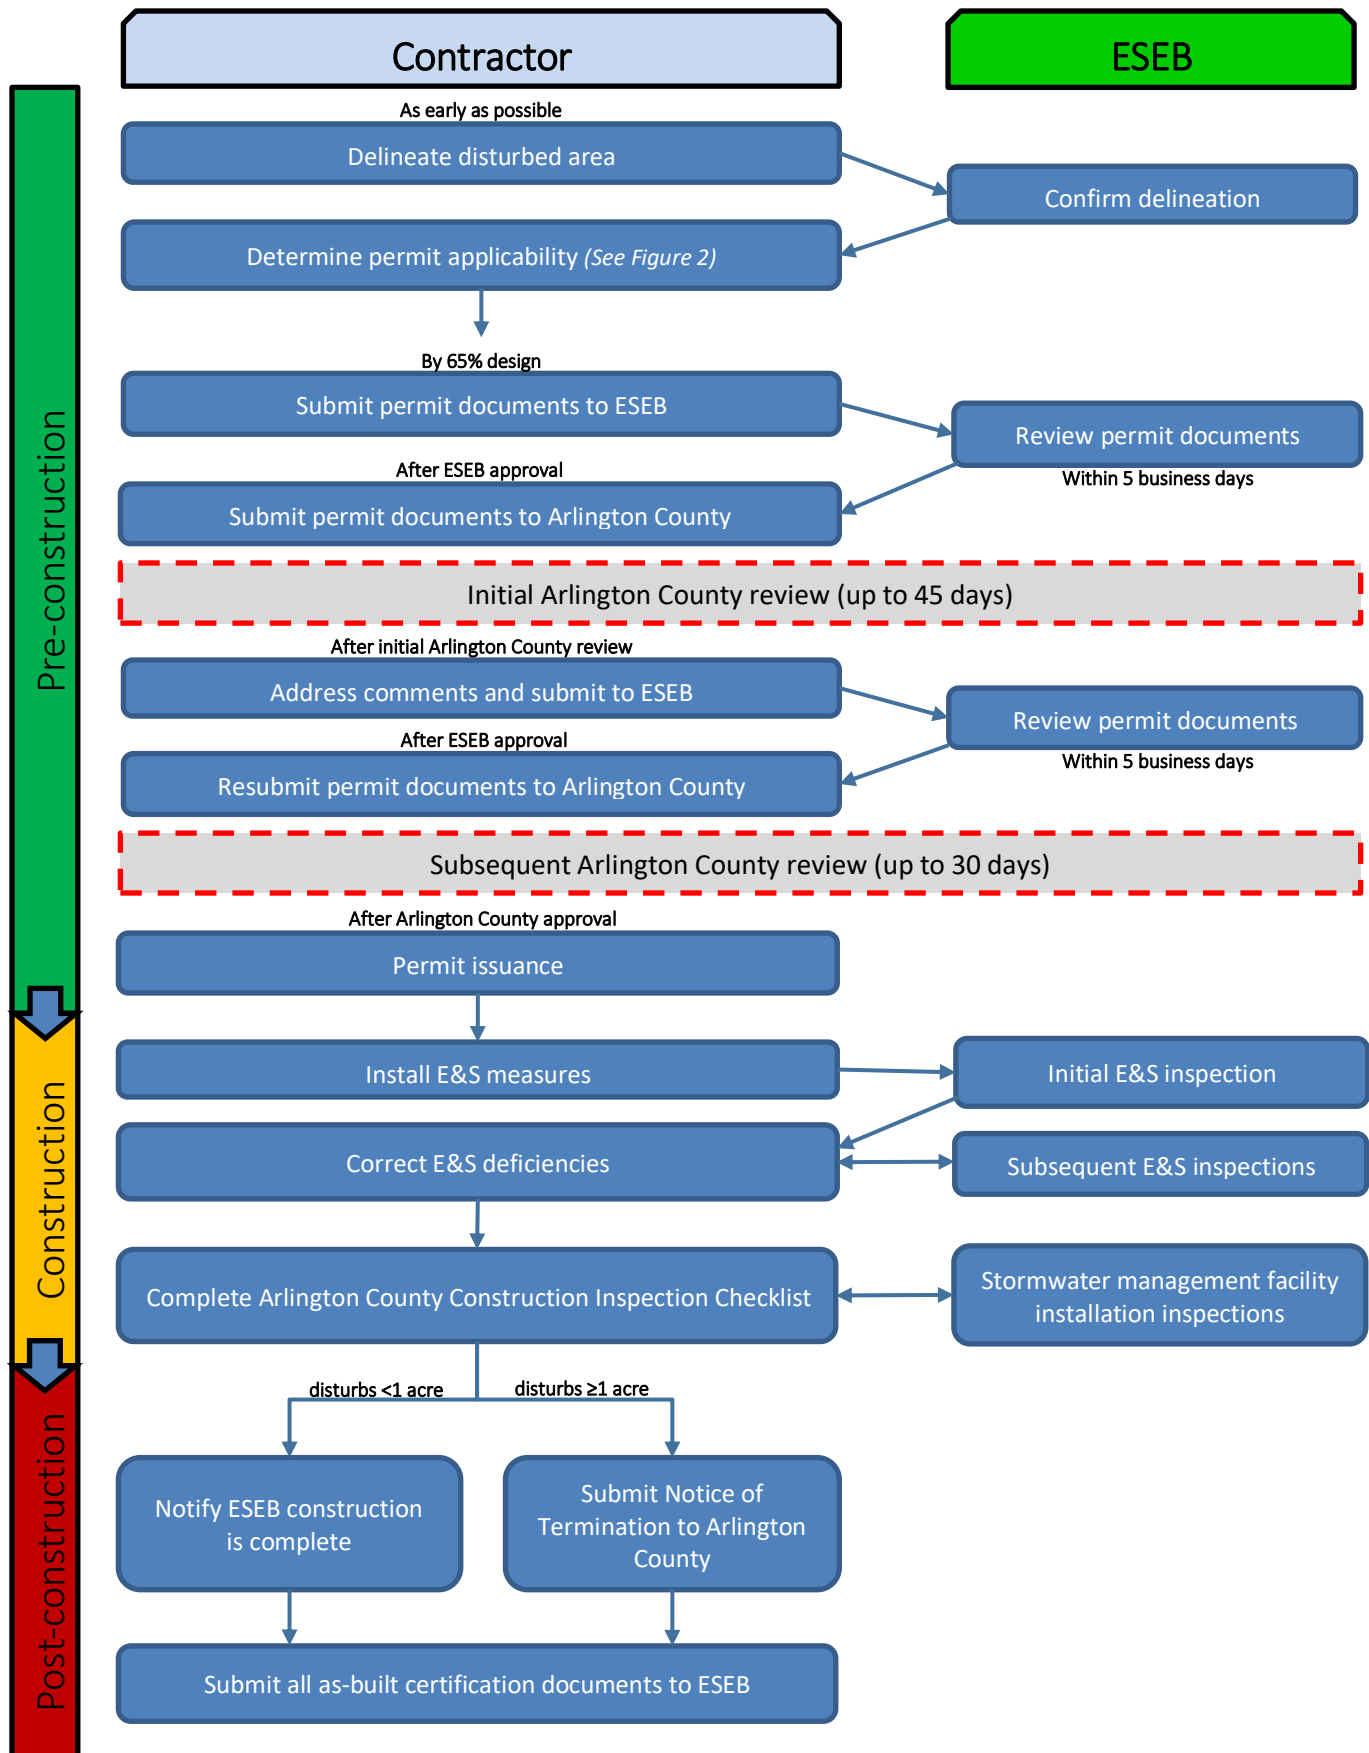 Contractor
ESEB
Pre-construction
As early as possible
Delineate disturbed area
Confirm delineation
Determine permit applicability (See Figure 2)
By 65% design
Submit permit documents to ESEB
Review permit documents
Within 5 business days
After ESEB approval
Submit permit documents to Arlington County
Initial Arlington County review (up to 45 days)
After initial Arlington County review
Address comments and submit to ESEB
Review permit documents
Within 5 business days
After ESEB approval
Resubmit permit documents to Arlington County
Subsequent Arlington County review (up to 30 days)
After Arlington County approval
Permit issuance
Construction
Install E&S measures
Initial E&S inspection
Correct E&S deficiencies
Subsequent E&S inspections
Complete Arlington County Construction Inspection Checklist
Stormwater management facility
installation inspections
Post-construction
disturbs <1 acre
disturbs ≥1 acre
Notify ESEB construction
is complete
Submit Notice of
Termination to Arlington
County
Submit all as-built certification documents to ESEB